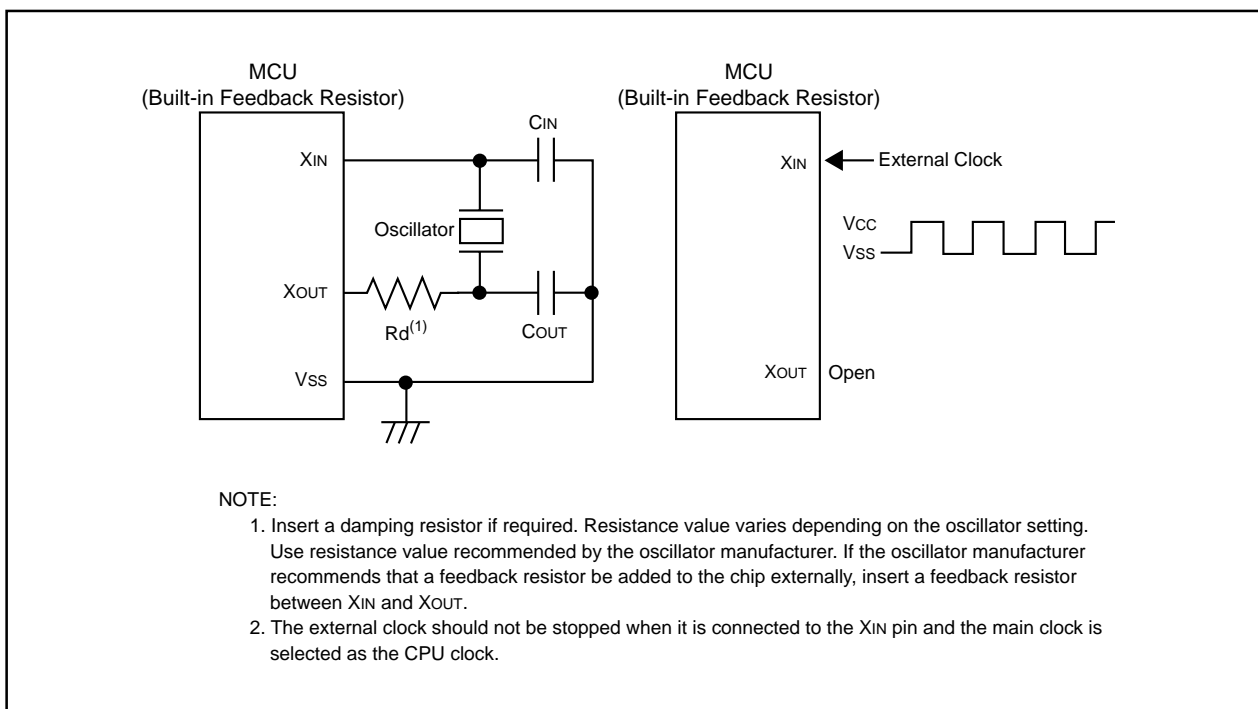 MCU
(Built-in Feedback Resistor)
XIN
CIN
Oscillator
XOUT
Rd(1)
COUT
VSS
MCU
(Built-in Feedback Resistor)
XIN
External Clock
VCC
VSS
XOUT
Open
NOTE:
1. Insert a damping resistor if required. Resistance value varies depending on the oscillator setting.
Use resistance value recommended by the oscillator manufacturer. If the oscillator manufacturer
recommends that a feedback resistor be added to the chip externally, insert a feedback resistor
between XIN and XOUT.
2. The external clock should not be stopped when it is connected to the XIN pin and the main clock is
selected as the CPU clock.